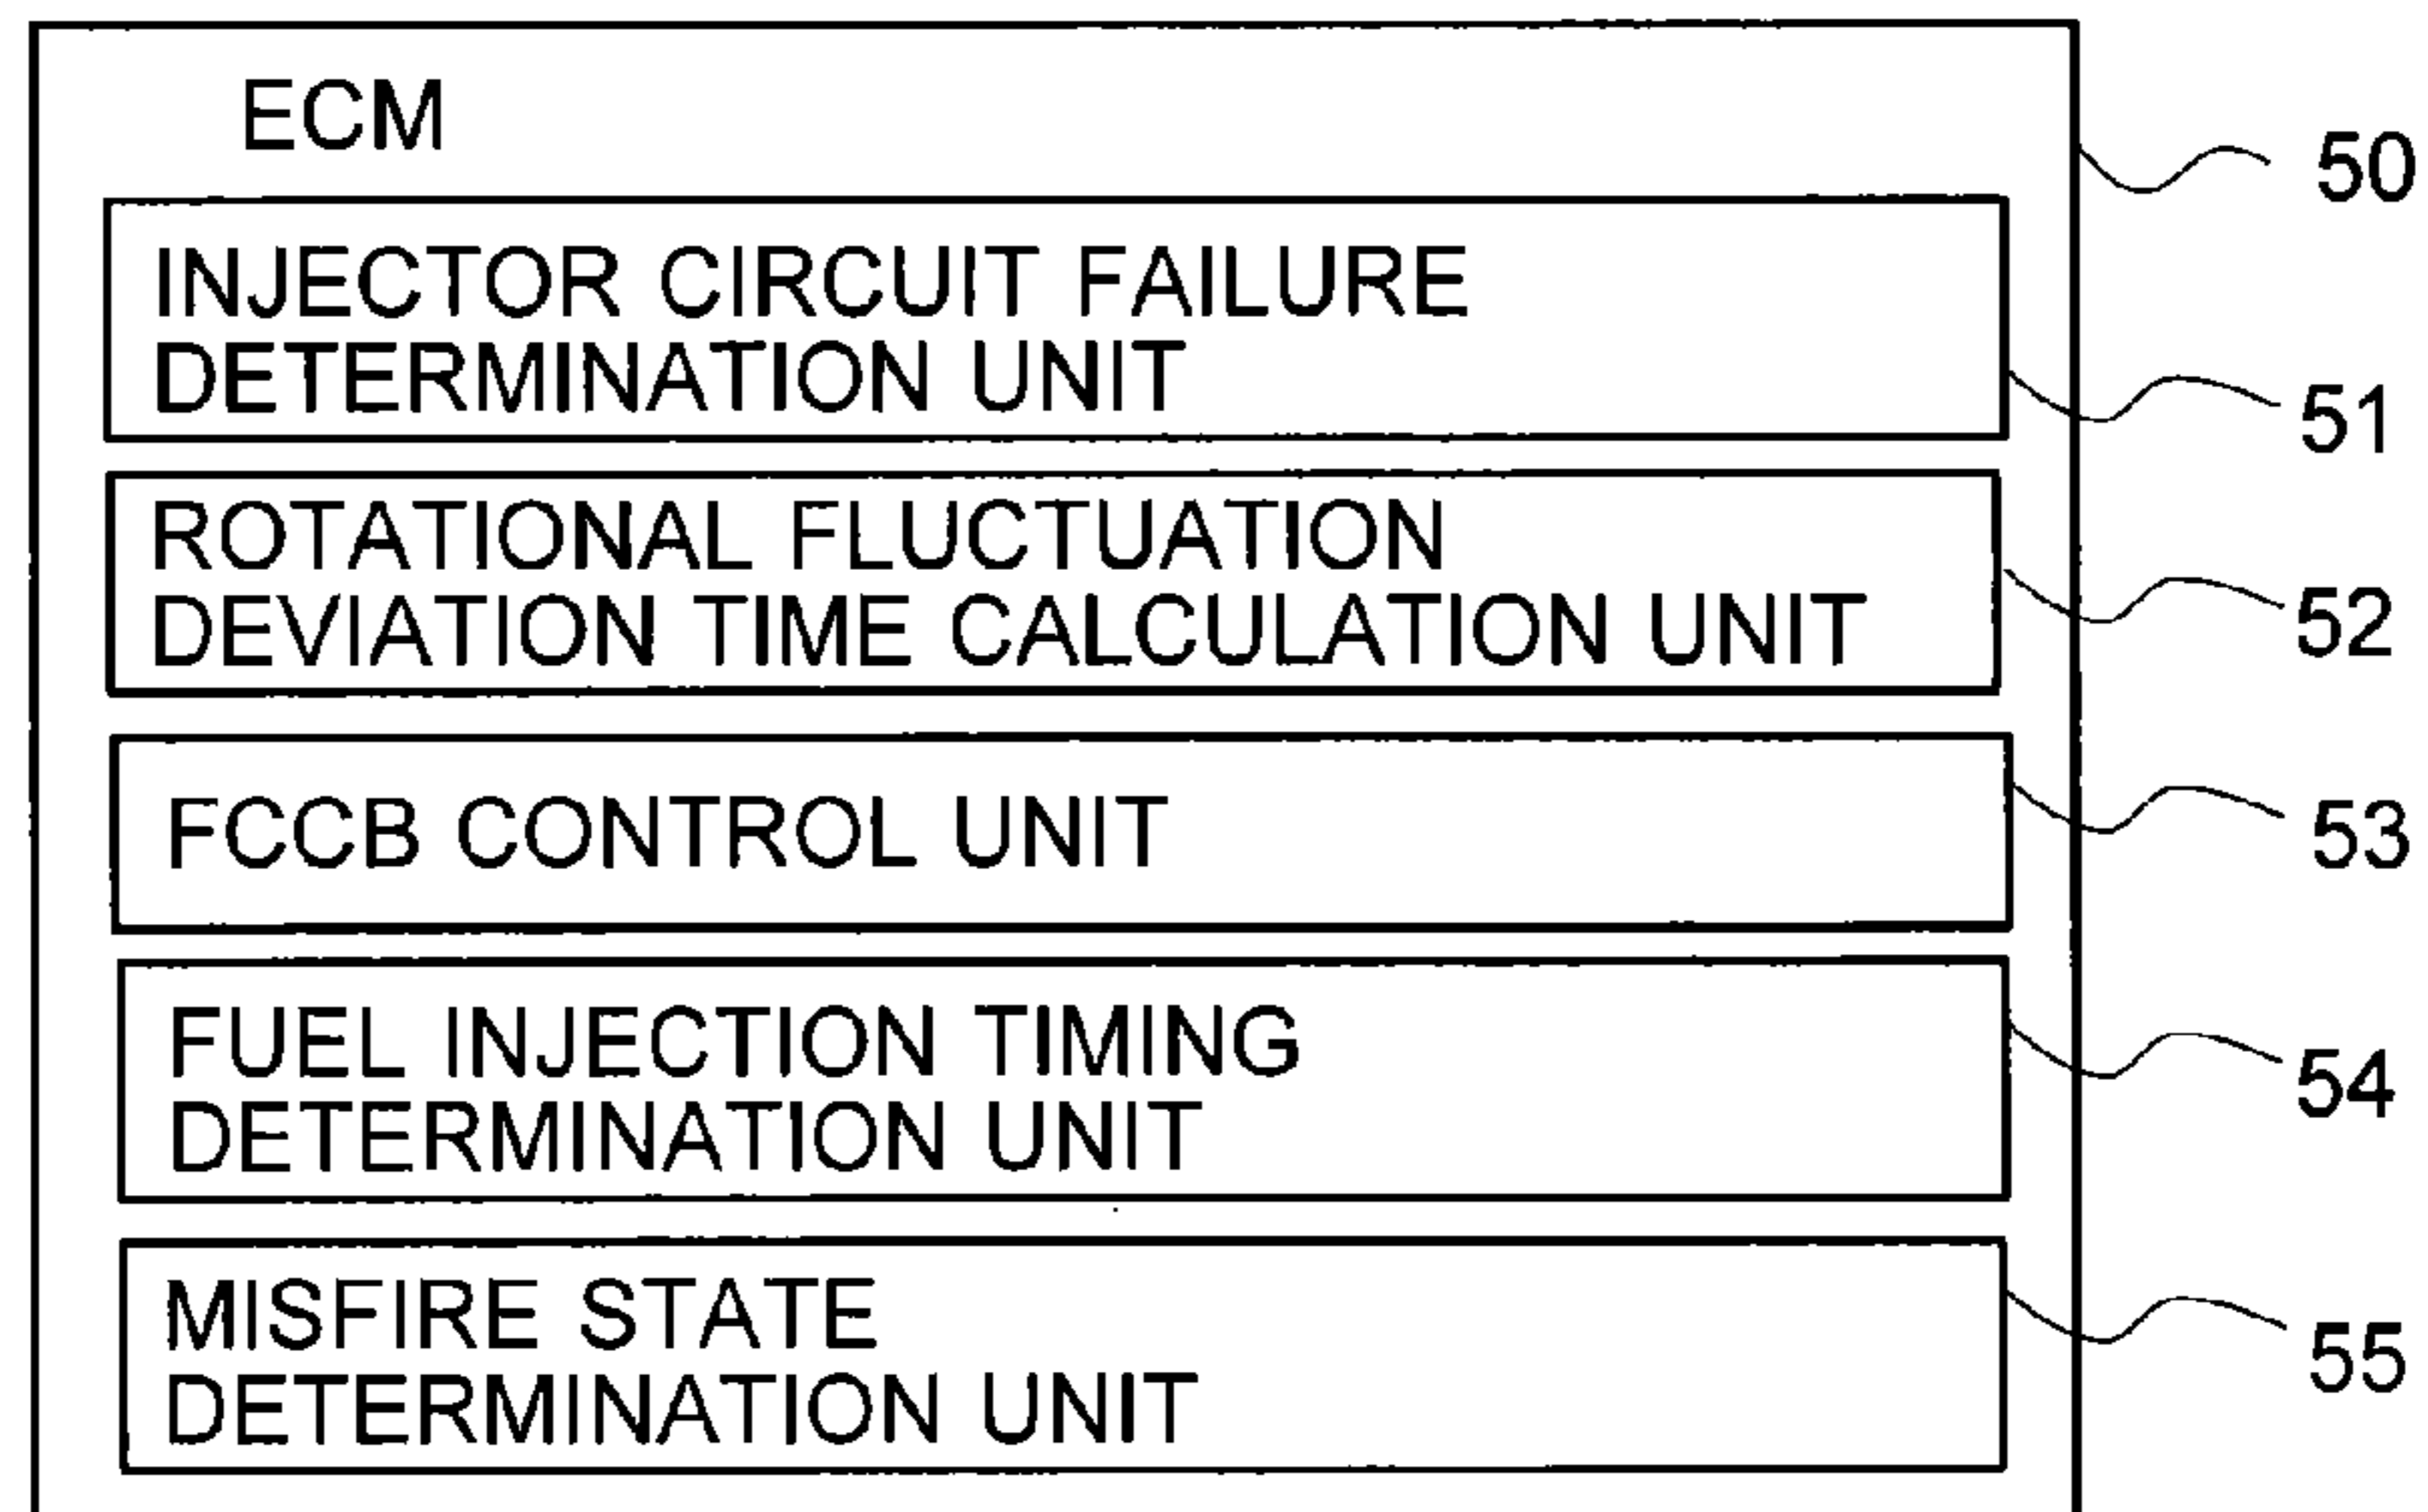 ECM
50
INJECTOR CIRCUIT FAILURE
DETERMINATION UNIT
51
ROTATIONAL FLUCTUATION
DEVIATION TIME CALCULATION UNIT
52
FCCB CONTROL UNIT
53
FUEL INJECTION TIMING
DETERMINATION UNIT
54
MISFIRE STATE
DETERMINATION UNIT
55